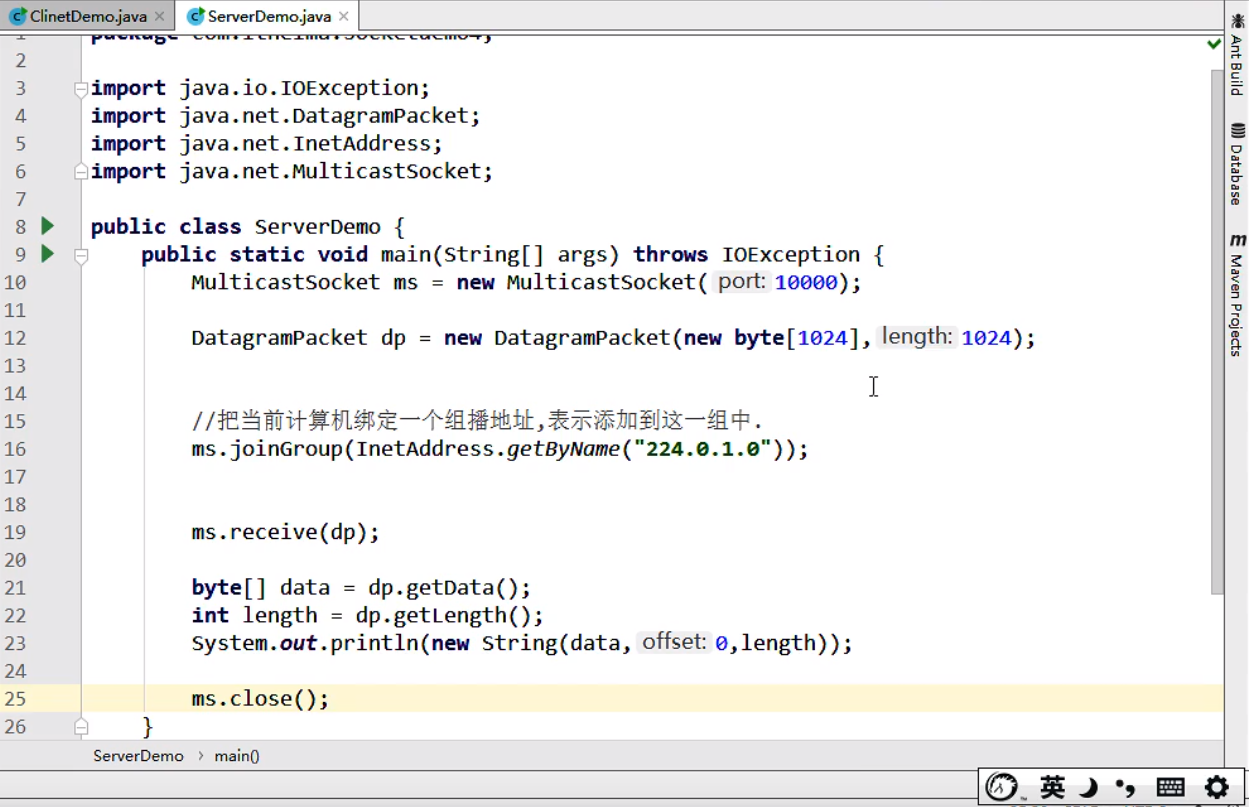 ClinetDemo.java
ServerDemo.java
1 package com.itheima.socketdemo4;
2
3 import java.io.IOException;
4 import java.net.DatagramPacket;
5 import java.net.InetAddress;
6 import java.net.MulticastSocket;
7
8 public class ServerDemo {
9 public static void main(String[] args) throws IOException {
10 MulticastSocket ms = new MulticastSocket( port: 10000);
11
12 DatagramPacket dp = new DatagramPacket(new byte[1024], length: 1024);
13
14
15 //把当前计算机绑定一个组播地址,表示添加到这一组中.
16 ms.joinGroup(InetAddress.getByName("224.0.1.0"));
17
18
19 ms.receive(dp);
20
21 byte[] data = dp.getData();
22 int length = dp.getLength();
23 System.out.println(new String(data, offset: 0,length));
24
25 ms.close();
26 }
ServerDemo › main()
Ant Build
Database
m Maven Projects
英